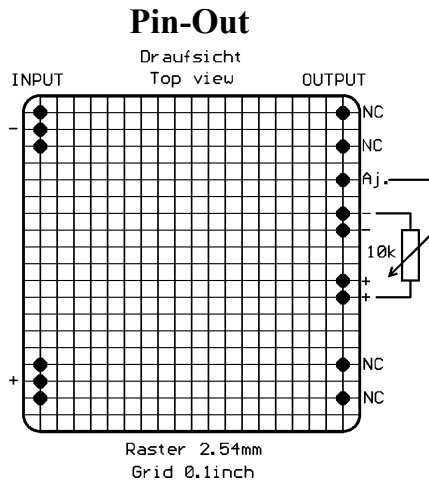 Pin-Out
Draufsicht
Top view
INPUT OUTPUT
NC
-
NC
Aj.
-
-
10k
+
+
NC
+
NC
Raster 2.54mm
Grid 0.1inch